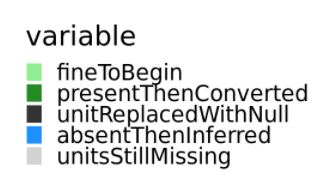 variable
fineToBegin
presentThenConverted
unitReplacedWithNull
absentThenInferred
unitsStillMissing